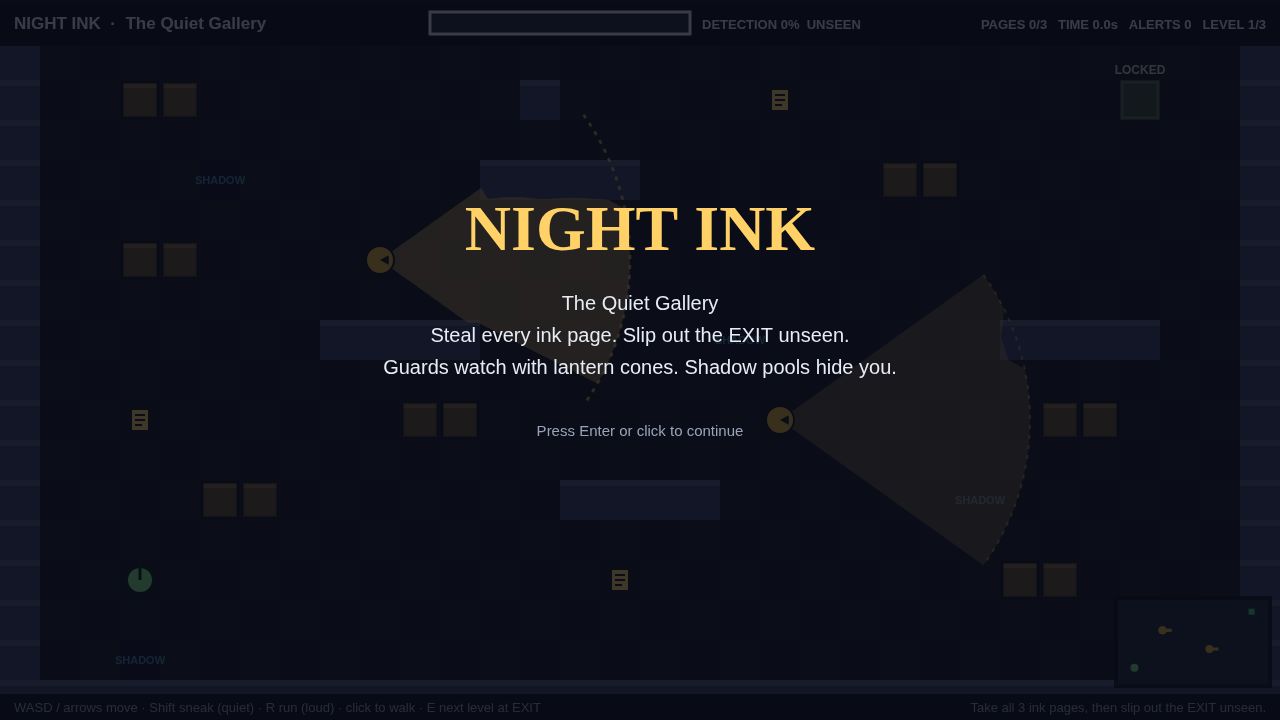 NIGHT INK · The Quiet Gallery
DETECTION 0% UNSEEN
PAGES 0/3 TIME 0.0s ALERTS 0 LEVEL 1/3
LOCKED
SHADOW
NIGHT INK
The Quiet Gallery
Steal every ink page. Slip out the EXIT unseen.
Guards watch with lantern cones. Shadow pools hide you.
Press Enter or click to continue
SHADOW
SHADOW
WASD / arrows move · Shift sneak (quiet) · R run (loud) · click to walk · E next level at EXIT
Take all 3 ink pages, then slip out the EXIT unseen.